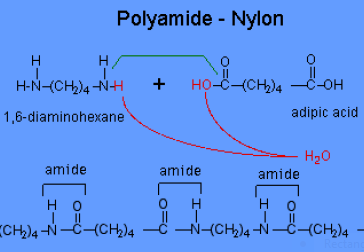 Polyamide - Nylon
H H O O
H-N-(CH2)4-N-H + HO-C-(CH2)4 — C-OH
1,6-diaminohexane adipic acid
H2O
amide amide amide
H O O H H O
(CH2)4-N-C-(CH2)4 — C-N-(CH2)4-N-C-(CH2)4